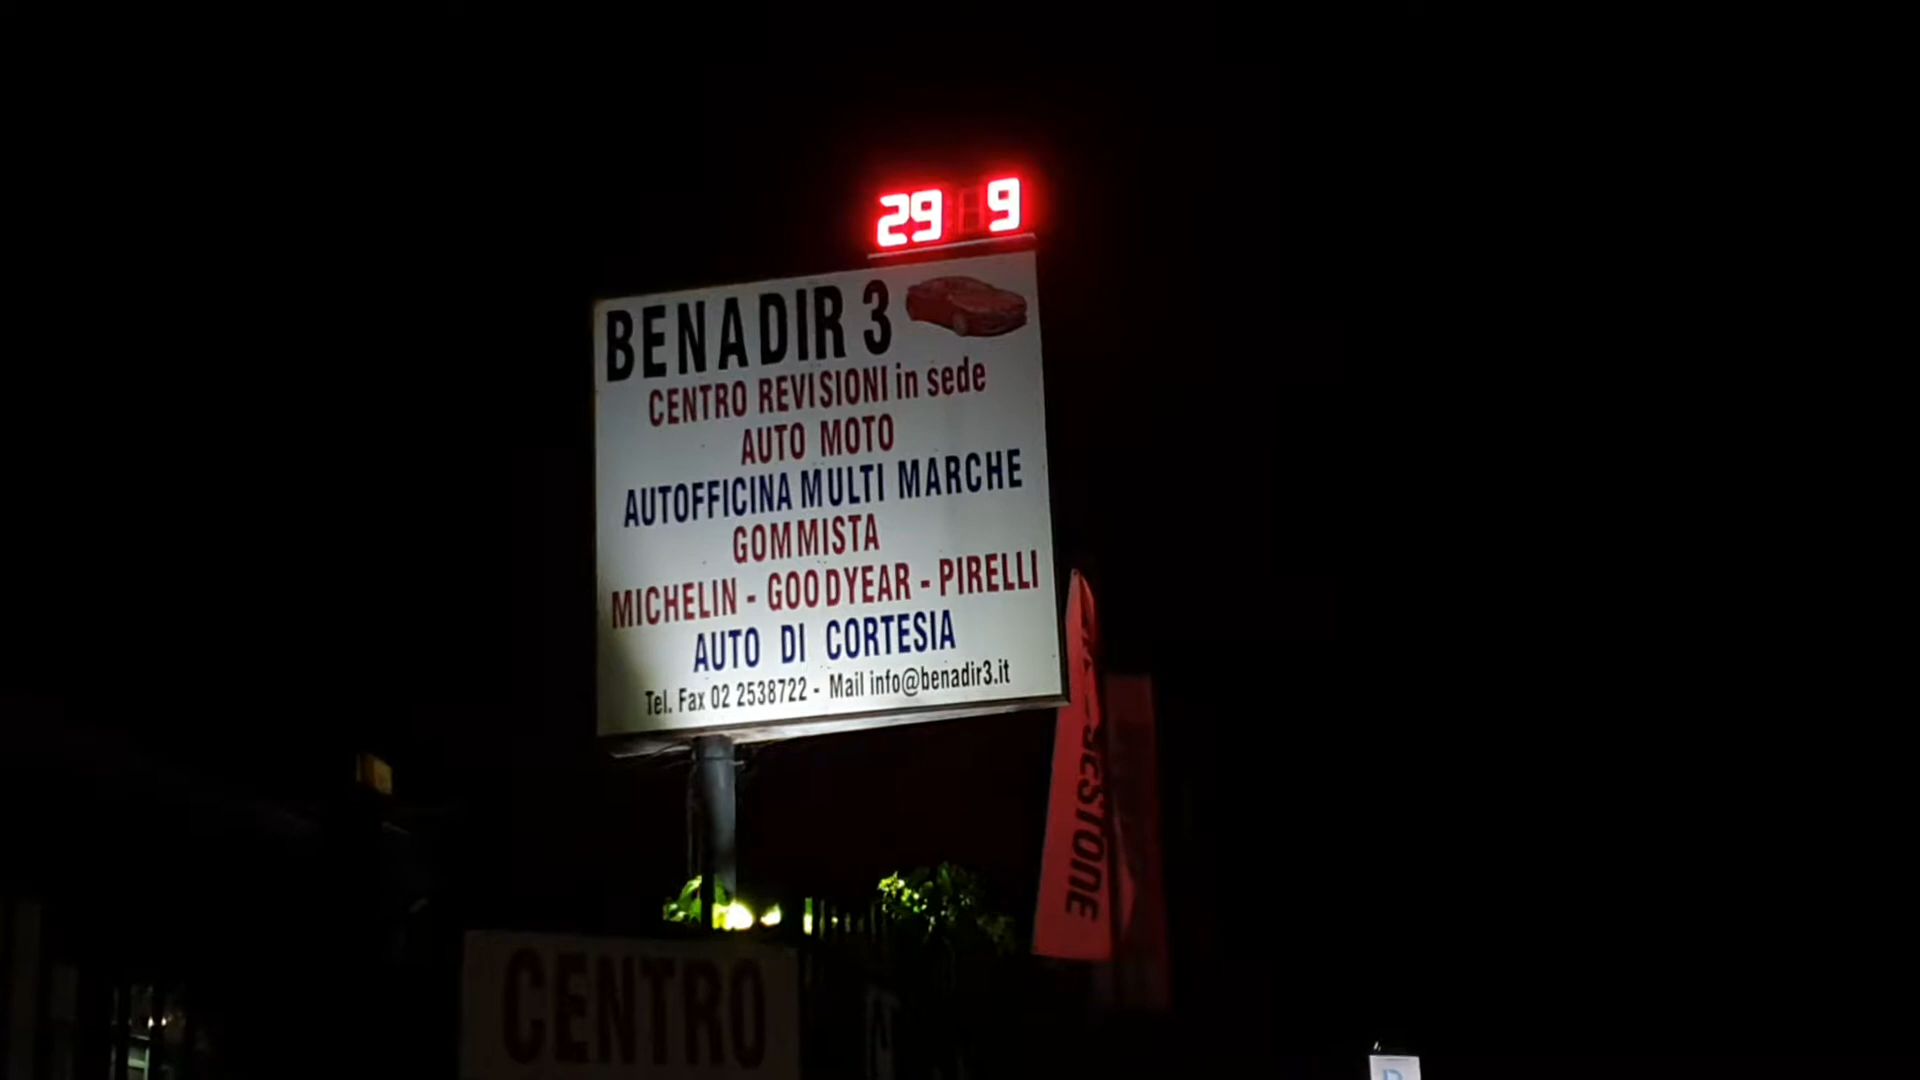 29 9
BENADIR 3
CENTRO REVISIONI in sede
AUTO MOTO
AUTOFFICINA MULTI MARCHE
GOMMISTA
MICHELIN - GOODYEAR - PIRELLI
AUTO DI CORTESIA
Tel. Fax 02 2538722 - Mail info@benadir3.it
BRIDGESTONE
CENTRO